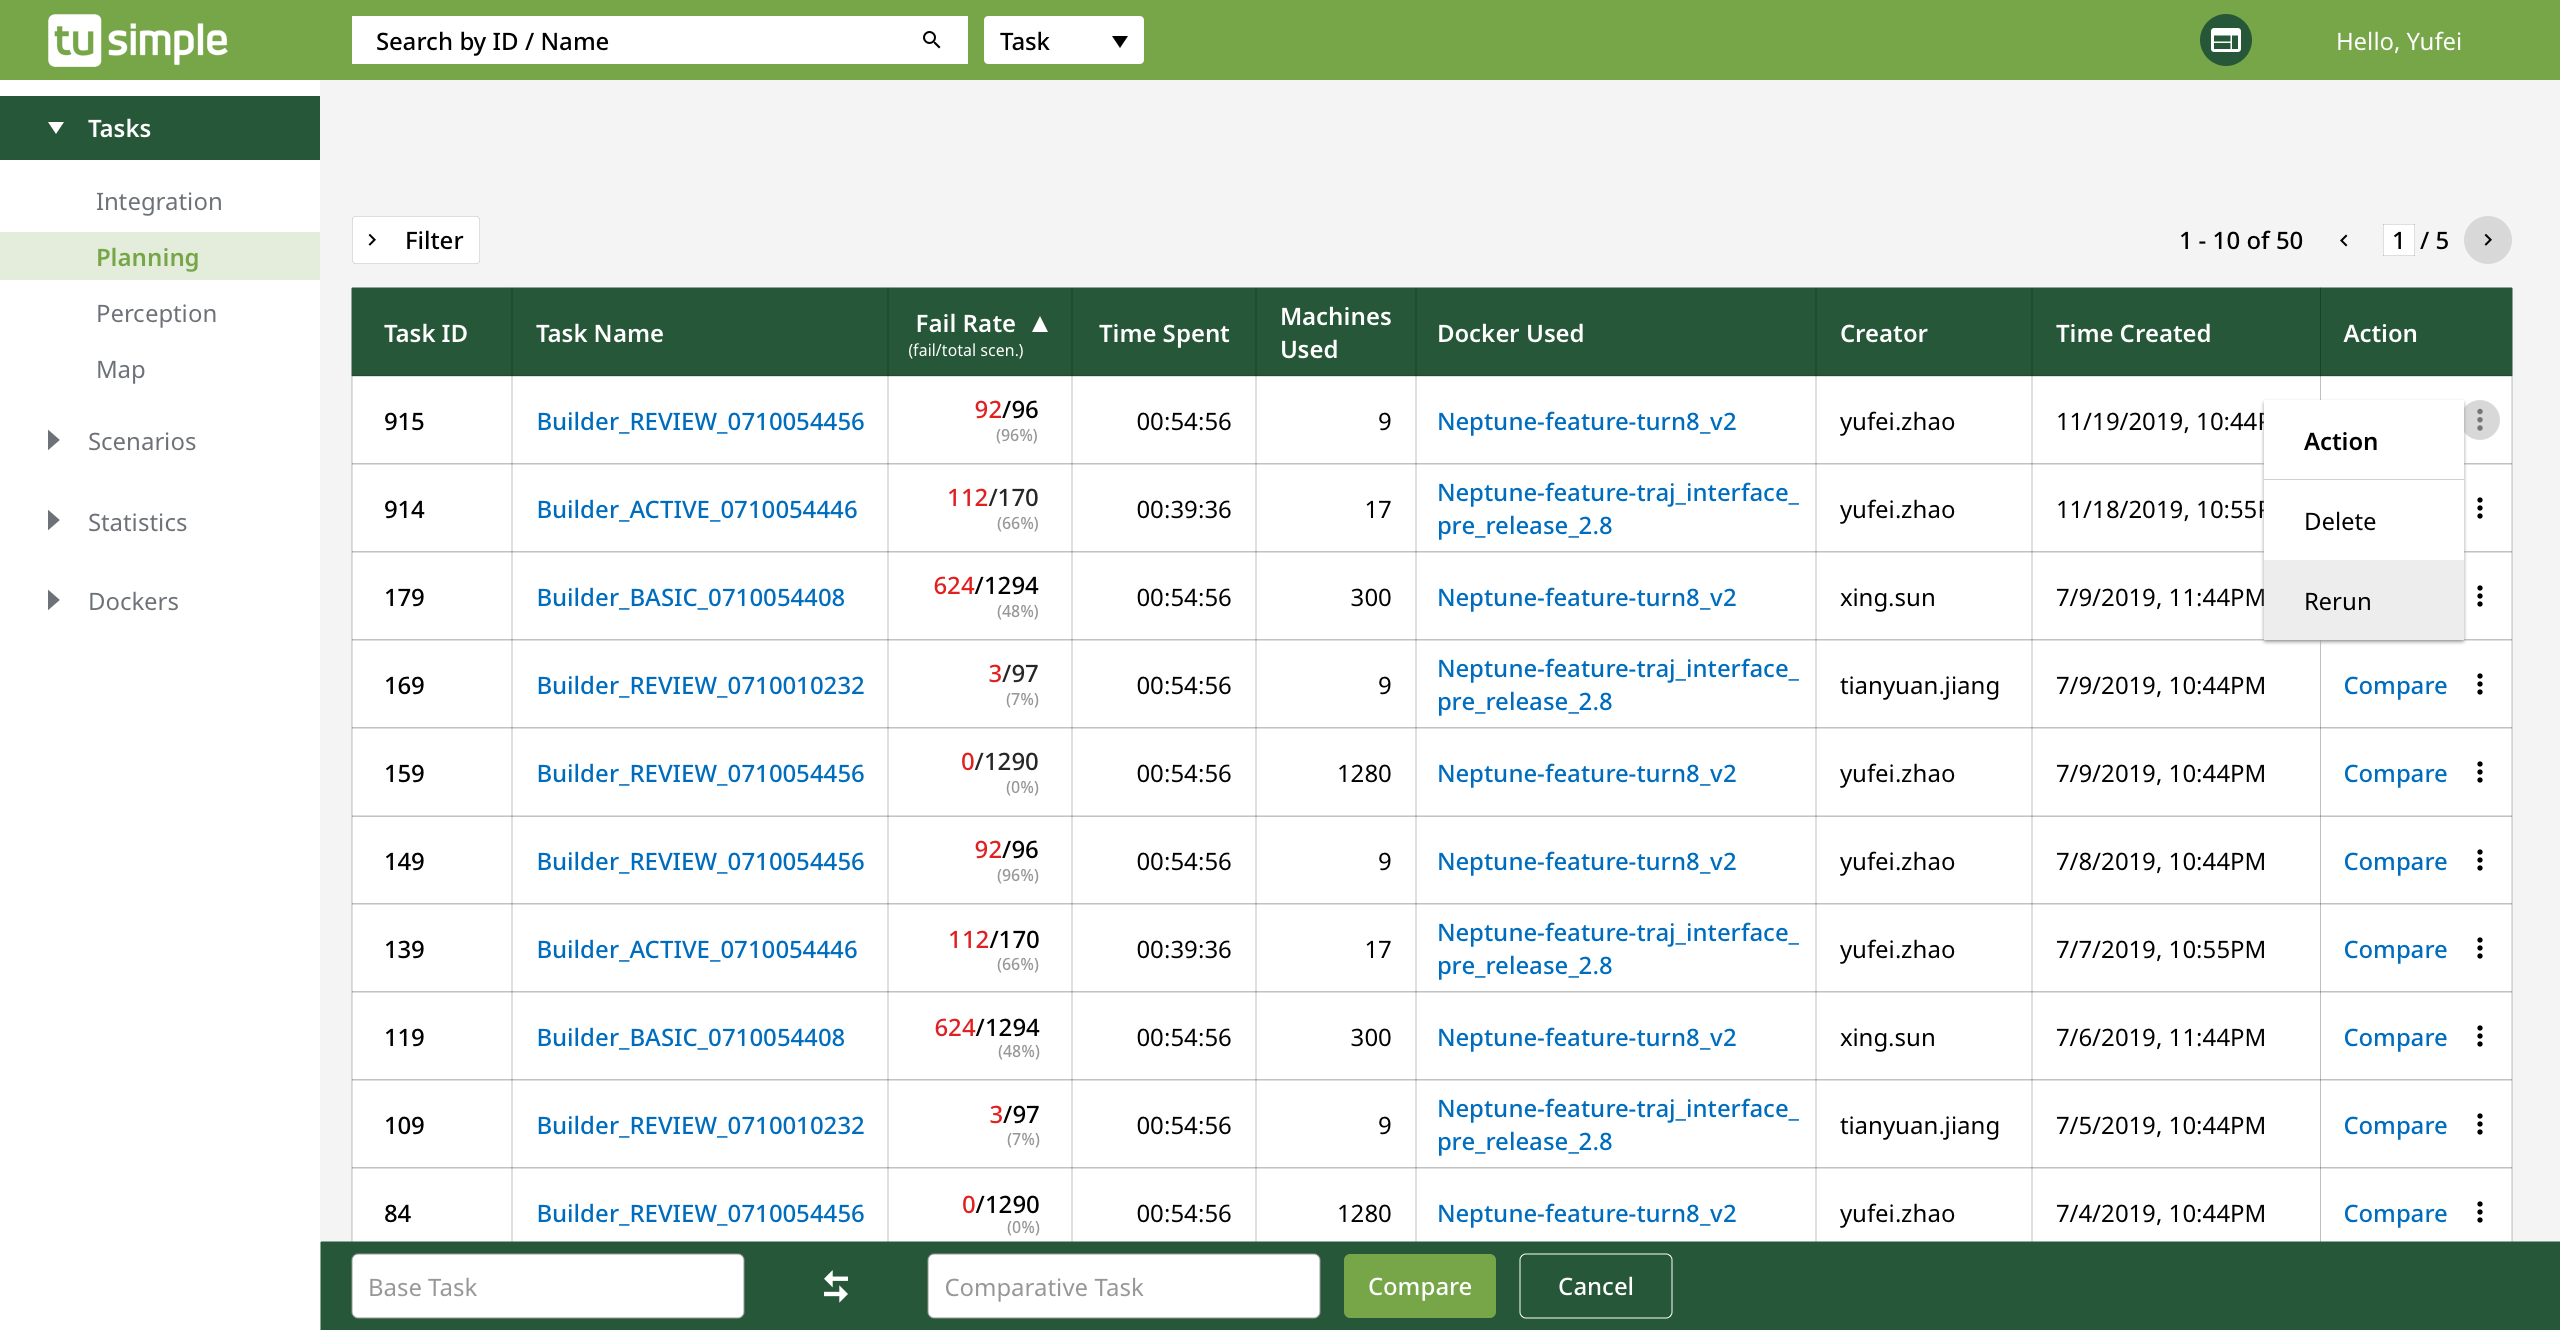 tu simple
Search by ID / Name
Task
Hello, Yufei
Tasks
Integration
Planning
Perception
Map
Scenarios
Statistics
Dockers
Filter
1 - 10 of 50
1 / 5
Task ID
Task Name
Fail Rate ▲
(fail/total scen.)
Time Spent
Machines
Used
Docker Used
Creator
Time Created
Action
915
Builder_REVIEW_0710054456
92/96
(96%)
00:54:56
9
Neptune-feature-turn8_v2
yufei.zhao
11/19/2019, 10:44P
914
Builder_ACTIVE_0710054446
112/170
(66%)
00:39:36
17
Neptune-feature-traj_interface_
pre_release_2.8
yufei.zhao
11/18/2019, 10:55P
179
Builder_BASIC_0710054408
624/1294
(48%)
00:54:56
300
Neptune-feature-turn8_v2
xing.sun
7/9/2019, 11:44PM
Action
Delete
Rerun
169
Builder_REVIEW_0710010232
3/97
(7%)
00:54:56
9
Neptune-feature-traj_interface_
pre_release_2.8
tianyuan.jiang
7/9/2019, 10:44PM
Compare
159
Builder_REVIEW_0710054456
0/1290
(0%)
00:54:56
1280
Neptune-feature-turn8_v2
yufei.zhao
7/9/2019, 10:44PM
Compare
149
Builder_REVIEW_0710054456
92/96
(96%)
00:54:56
9
Neptune-feature-turn8_v2
yufei.zhao
7/8/2019, 10:44PM
Compare
139
Builder_ACTIVE_0710054446
112/170
(66%)
00:39:36
17
Neptune-feature-traj_interface_
pre_release_2.8
yufei.zhao
7/7/2019, 10:55PM
Compare
119
Builder_BASIC_0710054408
624/1294
(48%)
00:54:56
300
Neptune-feature-turn8_v2
xing.sun
7/6/2019, 11:44PM
Compare
109
Builder_REVIEW_0710010232
3/97
(7%)
00:54:56
9
Neptune-feature-traj_interface_
pre_release_2.8
tianyuan.jiang
7/5/2019, 10:44PM
Compare
84
Builder_REVIEW_0710054456
0/1290
(0%)
00:54:56
1280
Neptune-feature-turn8_v2
yufei.zhao
7/4/2019, 10:44PM
Compare
Base Task
Comparative Task
Compare
Cancel